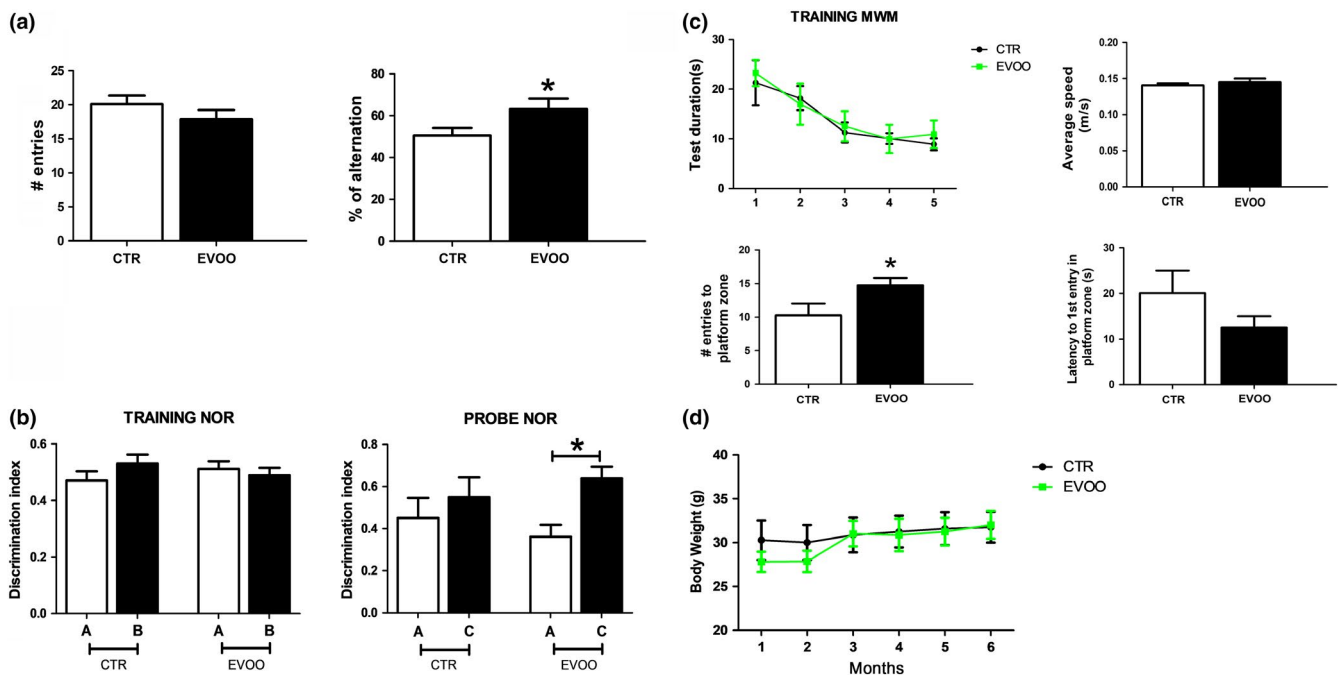 (a)
# entries
25
20
15
10
5
0
CTR
EVOO
% of alternation
80
60
40
20
0
*
CTR
EVOO
(b)
TRAINING NOR
Discrimination index
0.6
0.4
0.2
0.0
A
B
A
B
CTR
EVOO
PROBE NOR
Discrimination index
0.8
0.6
0.4
0.2
0.0
*
A
C
A
C
CTR
EVOO
(c)
TRAINING MWM
Test duration(s)
30
20
10
0
1
2
3
4
5
CTR
EVOO
Average speed
(m/s)
0.20
0.15
0.10
0.05
0.00
CTR
EVOO
# entries to
platform zone
20
15
10
5
0
*
CTR
EVOO
Latency to 1st entry in
platform zone (s)
30
20
10
0
CTR
EVOO
(d)
Body Weight (g)
40
35
30
25
20
1
2
3
4
5
6
Months
CTR
EVOO